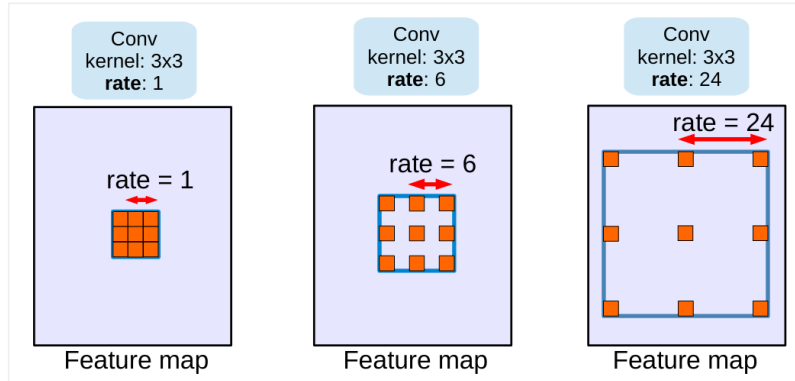 Conv
kernel: 3x3
rate: 1
rate = 1
Feature map
Conv
kernel: 3x3
rate: 6
rate = 6
Feature map
Conv
kernel: 3x3
rate: 24
rate = 24
Feature map